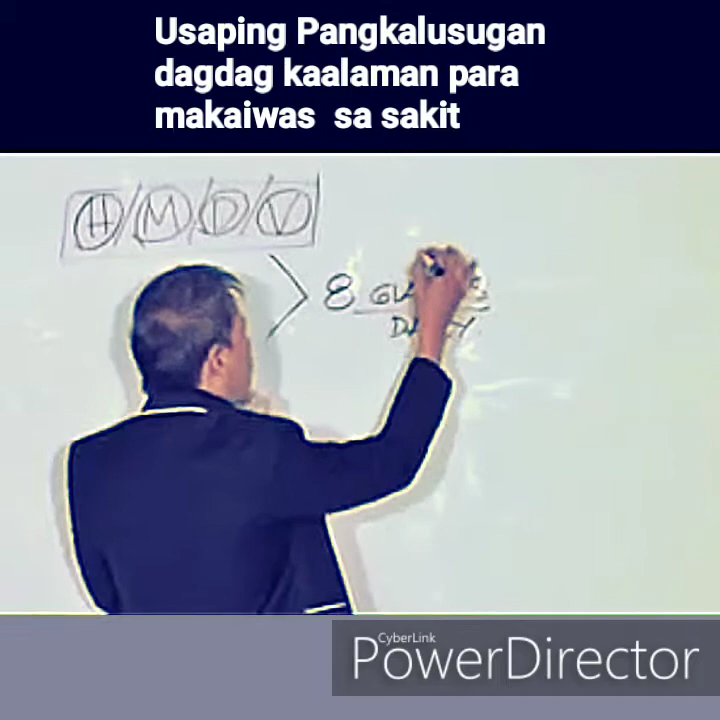 Usaping Pangkalusugan
dagdag kaalaman para
makaiwas sa sakit
H/M/D/V
> 8
CyberLink
PowerDirector